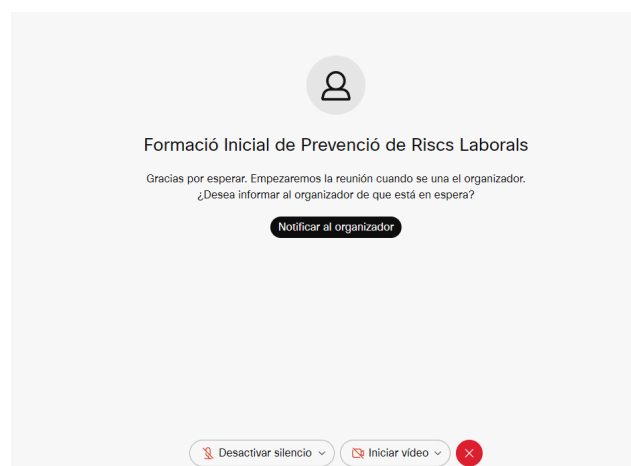 Formació Inicial de Prevenció de Riscs Laborals
Gracias por esperar. Empezaremos la reunión cuando se una el organizador.
¿Desea informar al organizador de que está en espera?
Notificar al organizador
Desactivar silencio
Iniciar vídeo